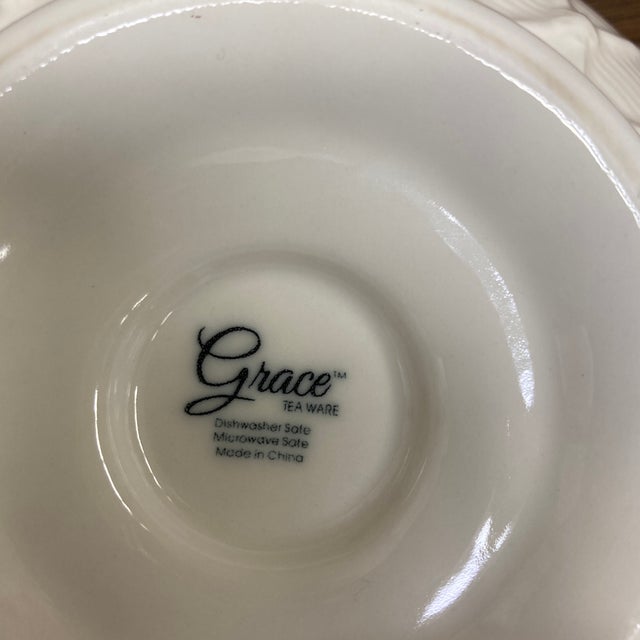 Grace™
TEA WARE
Dishwasher Safe
Microwave Safe
Made in China